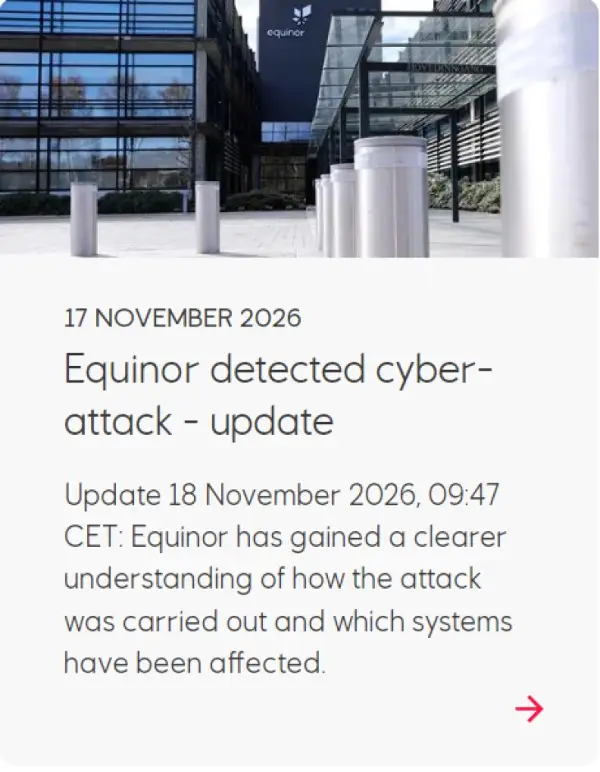 equinor
17 NOVEMBER 2026
Equinor detected cyber-
attack - update
Update 18 November 2026, 09:47
CET: Equinor has gained a clearer
understanding of how the attack
was carried out and which systems
have been affected.